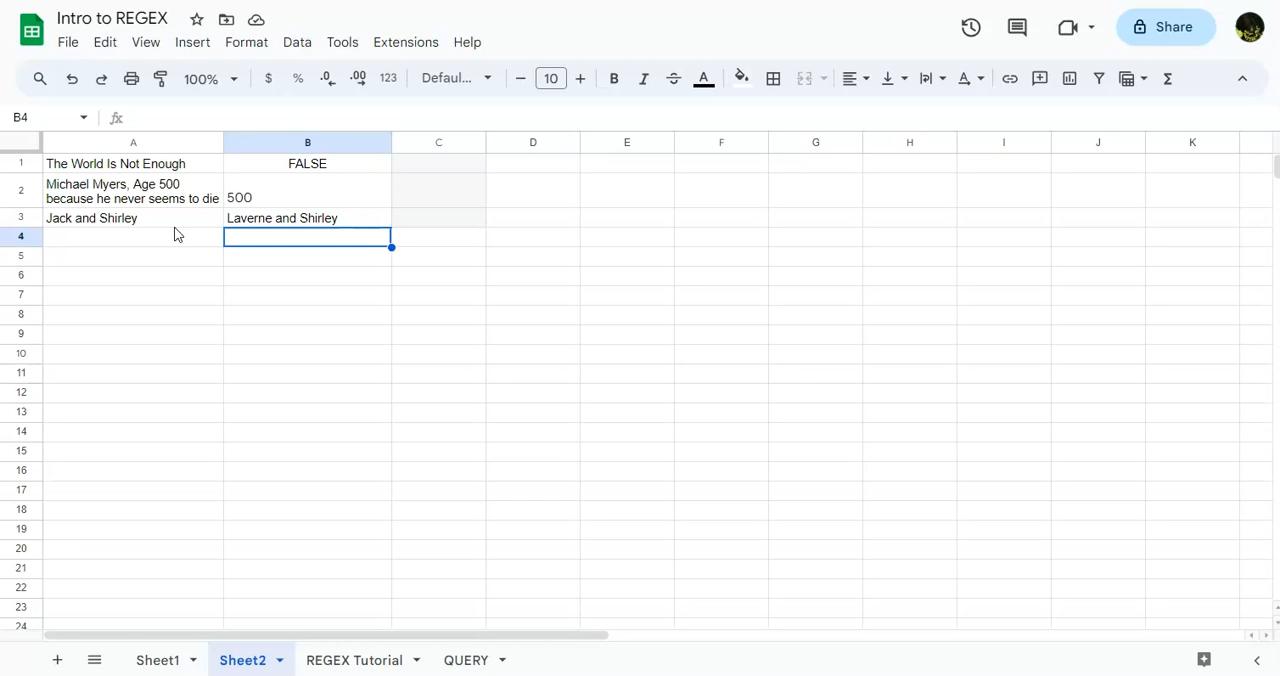 Intro to REGEX
File Edit View Insert Format Data Tools Extensions Help
Share
100% $ % .0 .00 123 Defaul... 10 B I A
B4 fx
A B C D E F G H I J K
1 The World Is Not Enough FALSE
2 Michael Myers, Age 500
because he never seems to die 500
3 Jack and Shirley Laverne and Shirley
4
5
6
7
8
9
10
11
12
13
14
15
16
17
18
19
20
21
22
23
24
Sheet1 Sheet2 REGEX Tutorial QUERY